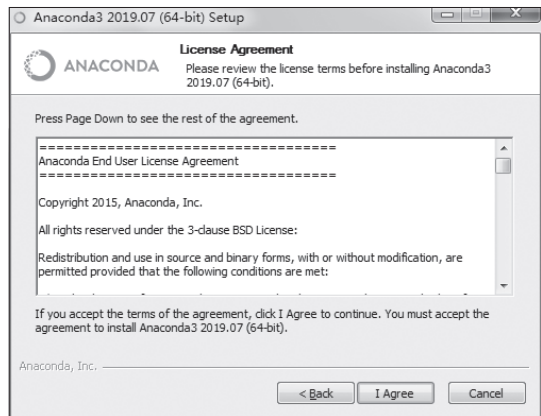 Anaconda3 2019.07 (64-bit) Setup
ANACONDA
License Agreement
Please review the license terms before installing Anaconda3
2019.07 (64-bit).
Press Page Down to see the rest of the agreement.
===================================
Anaconda End User License Agreement
===================================
Copyright 2015, Anaconda, Inc.
All rights reserved under the 3-clause BSD License:
Redistribution and use in source and binary forms, with or without modification, are
permitted provided that the following conditions are met:
If you accept the terms of the agreement, click I Agree to continue. You must accept the
agreement to install Anaconda3 2019.07 (64-bit).
Anaconda, Inc.
< Back
I Agree
Cancel